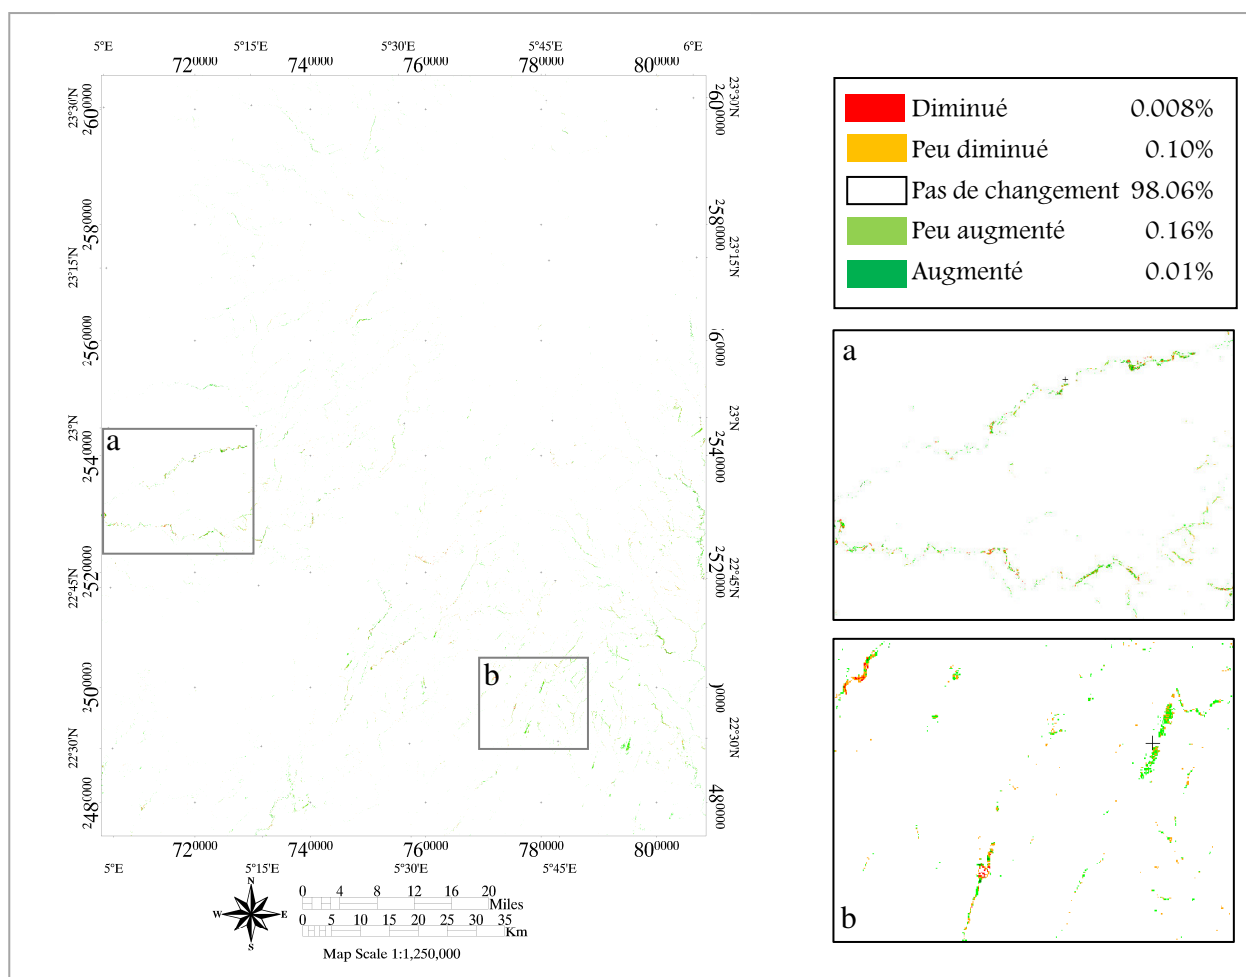 5°E 5°15'E 5°30'E 5°45'E 6°E
72⁰⁰⁰⁰ 74⁰⁰⁰⁰ 76⁰⁰⁰⁰ 78⁰⁰⁰⁰ 80⁰⁰⁰⁰
23°30'N
²60⁰⁰⁰⁰
²58⁰⁰⁰⁰
23°15'N
²56⁰⁰⁰⁰
23°N
²54⁰⁰⁰⁰
²52⁰⁰⁰⁰
22°45'N
²50⁰⁰⁰⁰
22°30'N
²48⁰⁰⁰⁰
a
b
²60⁰⁰⁰⁰
23°30'N
²58⁰⁰⁰⁰
23°15'N
60⁰⁰⁰
23°N
²54⁰⁰⁰⁰
²52⁰⁰⁰⁰
22°45'N
0⁰⁰⁰⁰
22°30'N
48⁰⁰⁰⁰
72⁰⁰⁰⁰ 74⁰⁰⁰⁰ 76⁰⁰⁰⁰ 78⁰⁰⁰⁰ 80⁰⁰⁰⁰
5°E 5°15'E 5°30'E 5°45'E
N
W E
S
0 4 8 12 16 20
Miles
0 5 10 15 20 25 30 35
Km
Map Scale 1:1,250,000
Diminué 0.008%
Peu diminué 0.10%
Pas de changement 98.06%
Peu augmenté 0.16%
Augmenté 0.01%
a
b